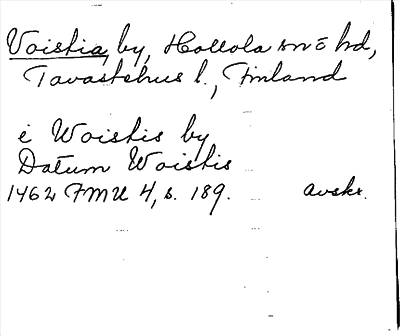 Voistia, by, Hollola sn o hd,
Tavastehus l., Finland
i Woistis by
Datum Woistis
1462 FMU 4, s. 189. Avskr.